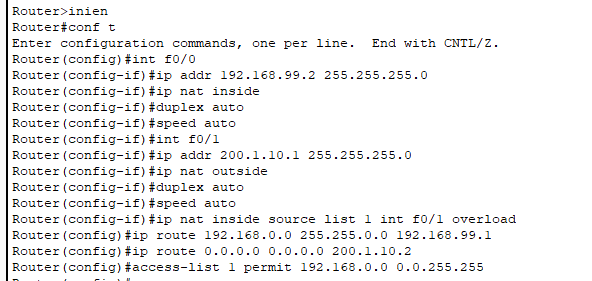 Router>inien
Router#conf t
Enter configuration commands, one per line.  End with CNTL/Z.
Router(config)#int f0/0
Router(config-if)#ip addr 192.168.99.2 255.255.255.0
Router(config-if)#ip nat inside
Router(config-if)#duplex auto
Router(config-if)#speed auto
Router(config-if)#int f0/1
Router(config-if)#ip addr 200.1.10.1 255.255.255.0
Router(config-if)#ip nat outside
Router(config-if)#duplex auto
Router(config-if)#speed auto
Router(config-if)#ip nat inside source list 1 int f0/1 overload
Router(config)#ip route 192.168.0.0 255.255.0.0 192.168.99.1
Router(config)#ip route 0.0.0.0 0.0.0.0 200.1.10.2
Router(config)#access-list 1 permit 192.168.0.0 0.0.255.255